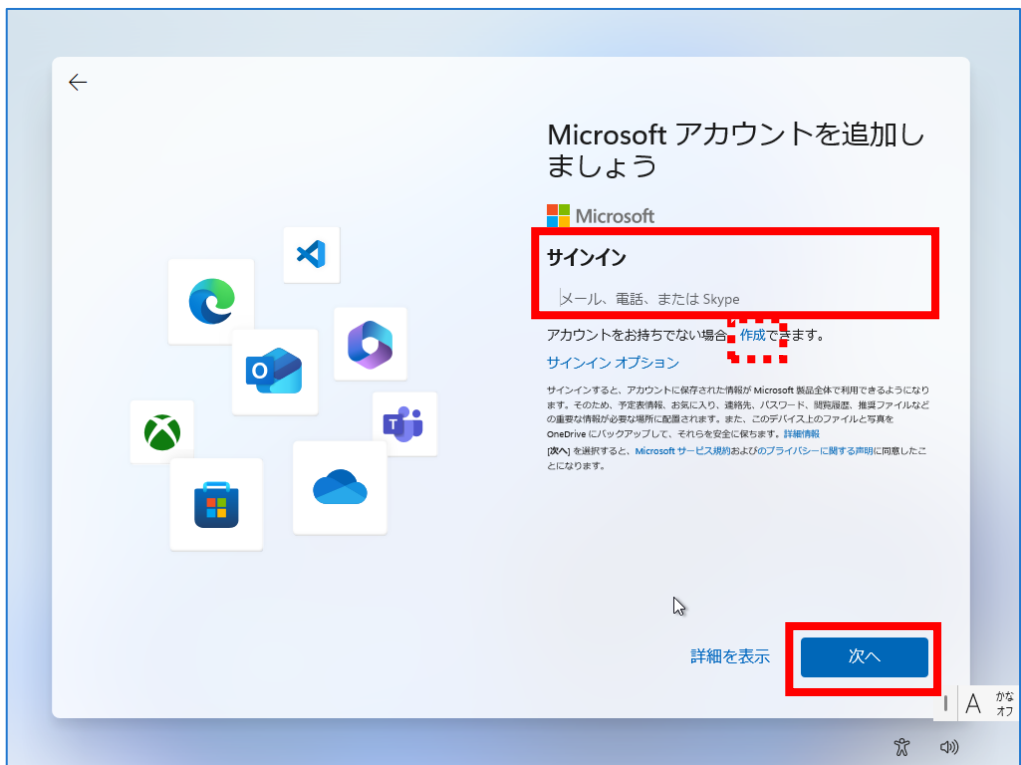 Microsoft アカウントを追加し
ましょう
Microsoft
サインイン
メール、電話、または Skype
アカウントをお持ちでない場合、作成できます。
サインイン オプション
サインインすると、アカウントに保存された情報が Microsoft 製品全体で利用できるようになり
ます。そのため、予定表情報、お気に入り、連絡先、パスワード、閲覧履歴、推奨ファイルなど
の重要な情報が必要な場所に配置されます。また、このデバイス上のファイルと写真を
OneDrive にバックアップして、それらを安全に保ちます。詳細情報
[次へ] を選択すると、Microsoft サービス規約およびのプライバシーに関する声明に同意したこ
とになります。
詳細を表示
次へ
A
かな
オフ